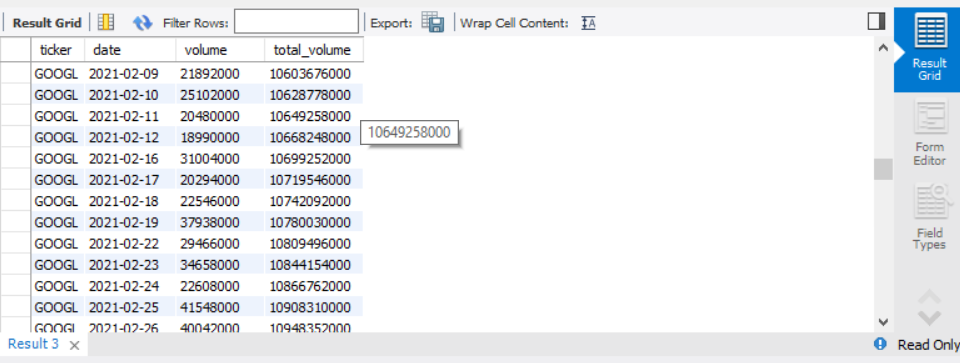 Result Grid Filter Rows: Export: Wrap Cell Content: IA
ticker date volume total_volume
GOOGL 2021-02-09 21892000 10603676000
GOOGL 2021-02-10 25102000 10628778000
GOOGL 2021-02-11 20480000 10649258000
GOOGL 2021-02-12 18990000 10668248000
10649258000
GOOGL 2021-02-16 31004000 10699252000
GOOGL 2021-02-17 20294000 10719546000
GOOGL 2021-02-18 22546000 10742092000
GOOGL 2021-02-19 37938000 10780030000
GOOGL 2021-02-22 29466000 10809496000
GOOGL 2021-02-23 34658000 10844154000
GOOGL 2021-02-24 22608000 10866762000
GOOGL 2021-02-25 41548000 10908310000
GOOGL 2021-02-26 40042000 10948352000
Result
Grid
Form
Editor
Field
Types
Result 3
Read Only